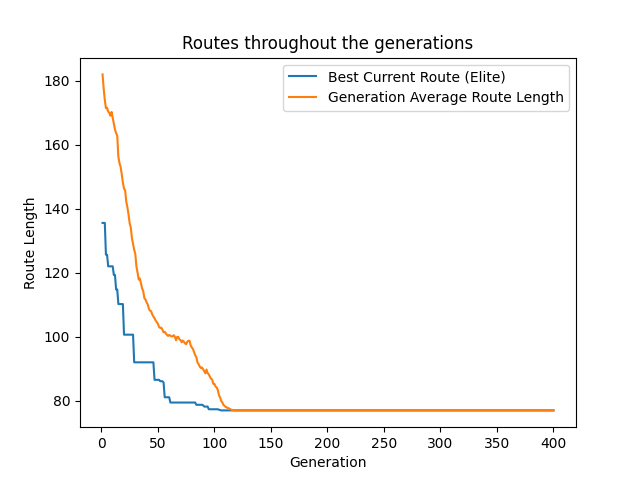 Routes throughout the generations
Best Current Route (Elite)
Generation Average Route Length
Route Length
180
160
140
120
100
80
0 50 100 150 200 250 300 350 400
Generation